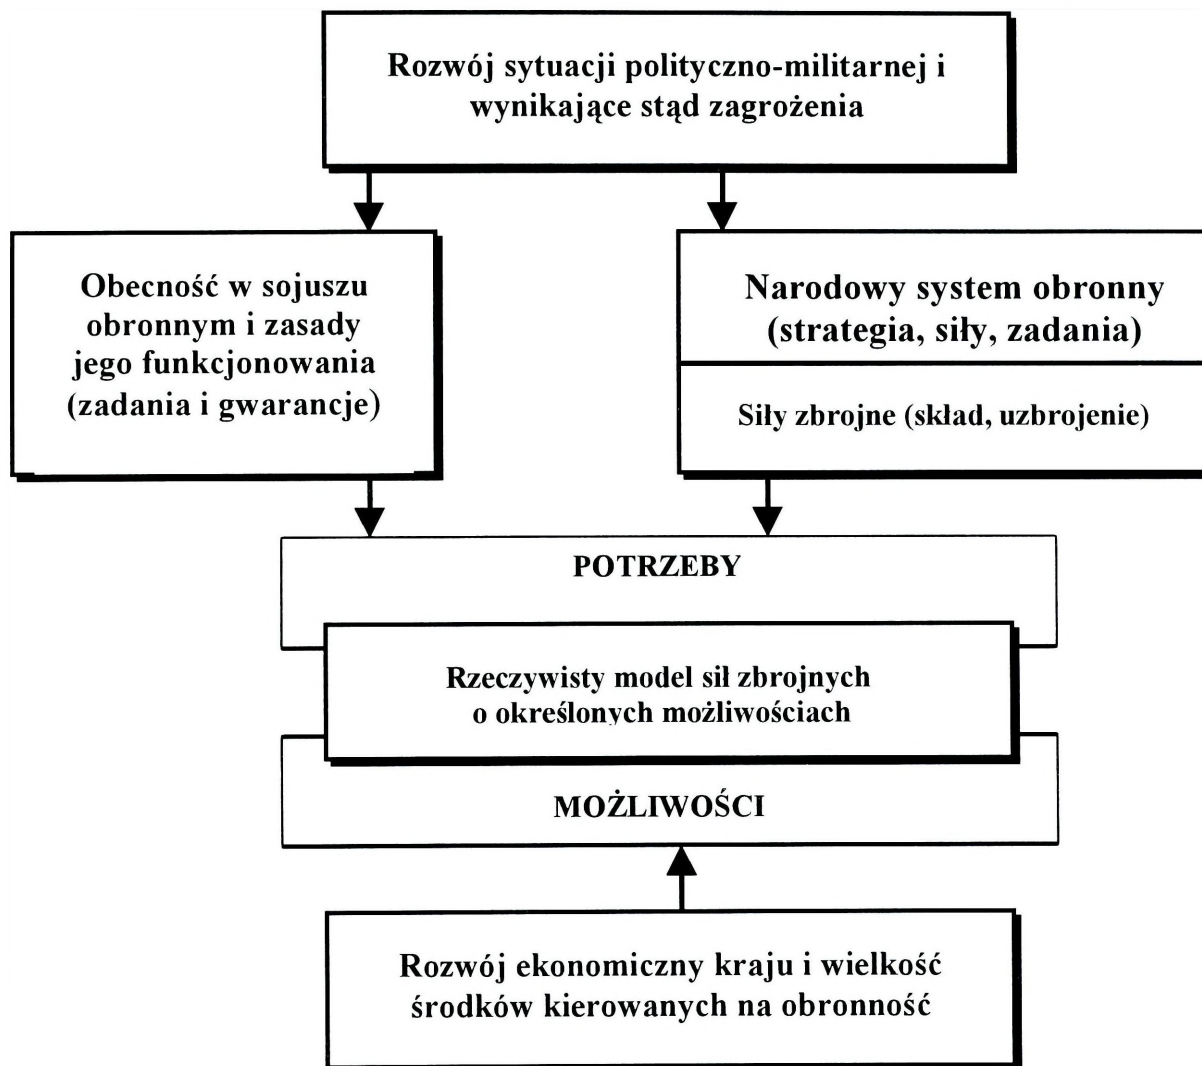 Rozwój sytuacji polityczno-militarnej i
wynikające stąd zagrożenia
Obecność w sojuszu
obronnym i zasady
jego funkcjonowania
(zadania i gwarancje)
Narodowy system obronny
(strategia, siły, zadania)
Siły zbrojne (skład, uzbrojenie)
POTRZEBY
Rzeczywisty model sił zbrojnych
o określonych możliwościach
MOŻLIWOŚCI
Rozwój ekonomiczny kraju i wielkość
środków kierowanych na obronność